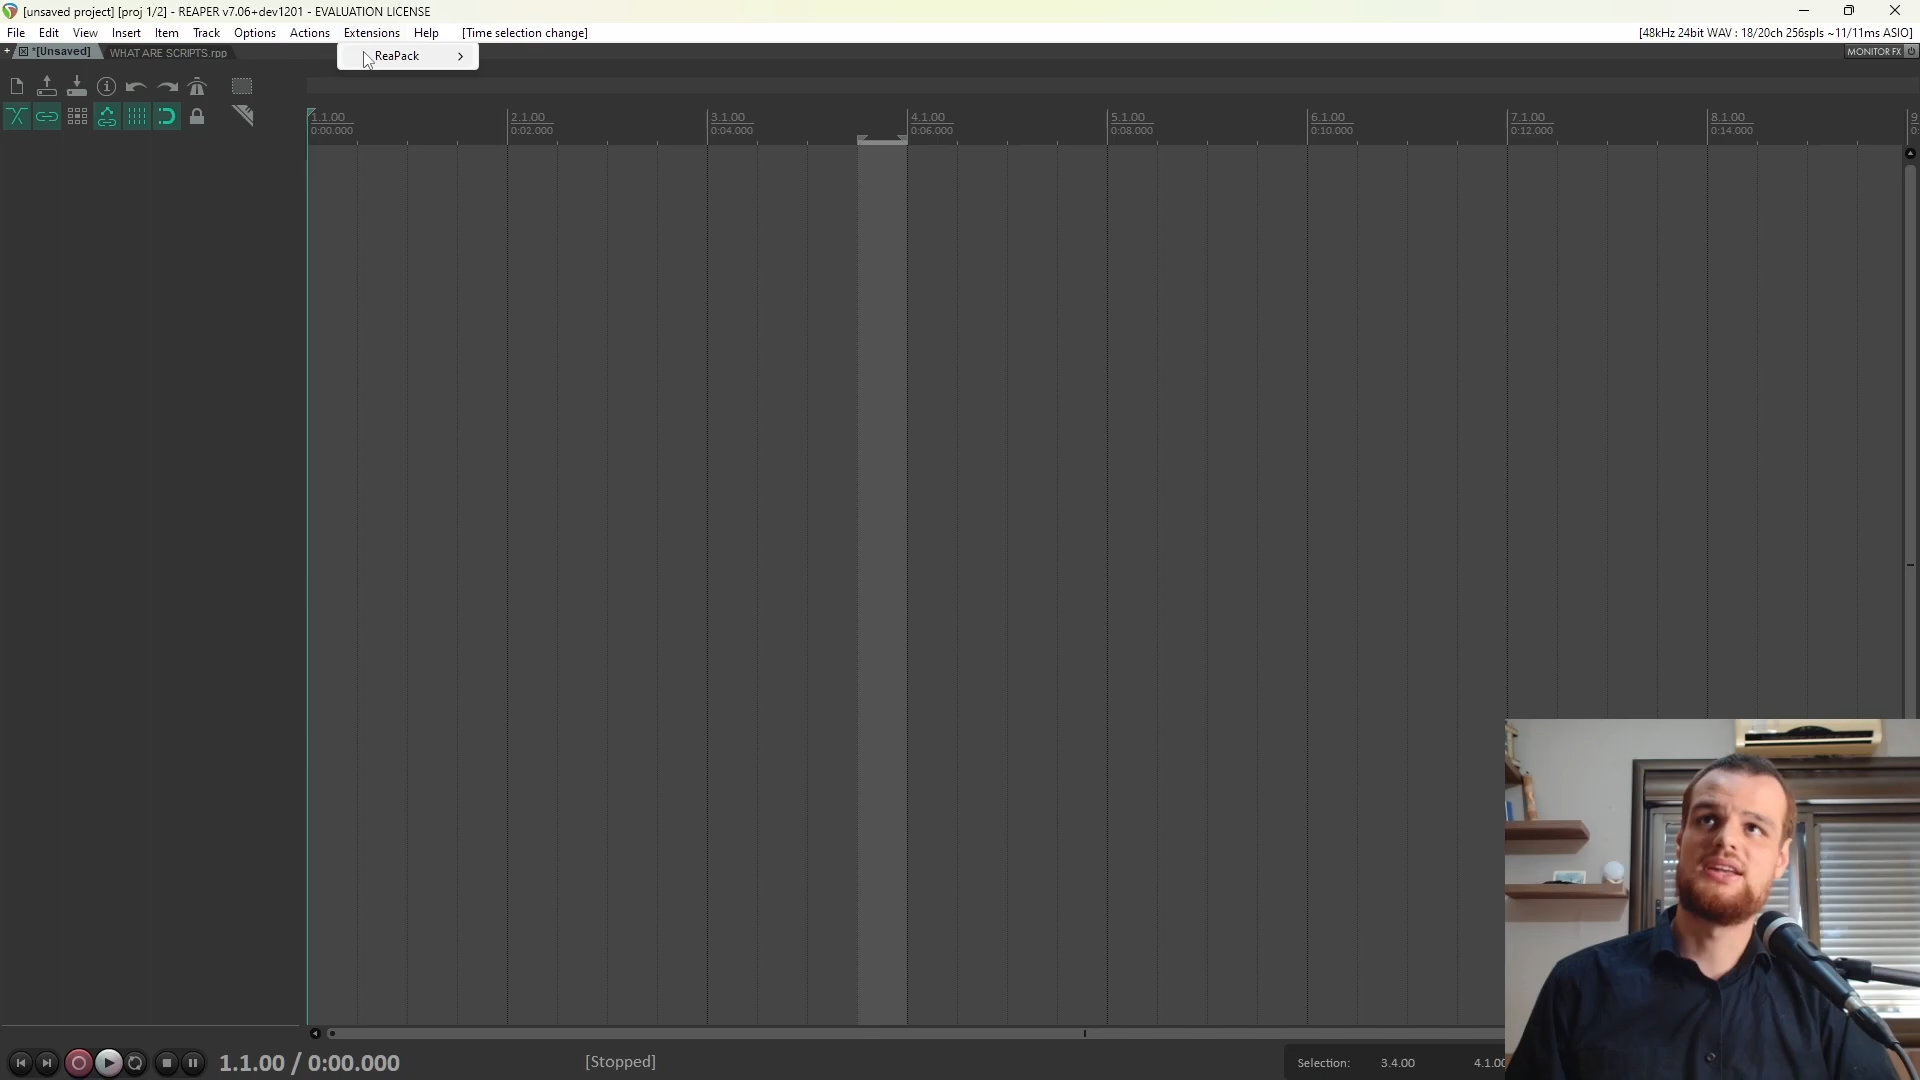 [unsaved project] [proj 1/2] - REAPER v7.06+dev1201 - EVALUATION LICENSE
File Edit View Insert Item Track Options Actions Extensions Help [Time selection change] [48kHz 24bit WAV : 18/20ch 256spls ~11/11ms ASIO]
+ *[Unsaved] WHAT ARE SCRIPTS.rpp MONITOR FX
ReaPack
1.1.00 2.1.00 3.1.00 4.1.00 5.1.00 6.1.00 7.1.00 8.1.00 9
0:00.000 0:02.000 0:04.000 0:06.000 0:08.000 0:10.000 0:12.000 0:14.000 0:
1.1.00 / 0:00.000 [Stopped] Selection: 3.4.00 4.1.00